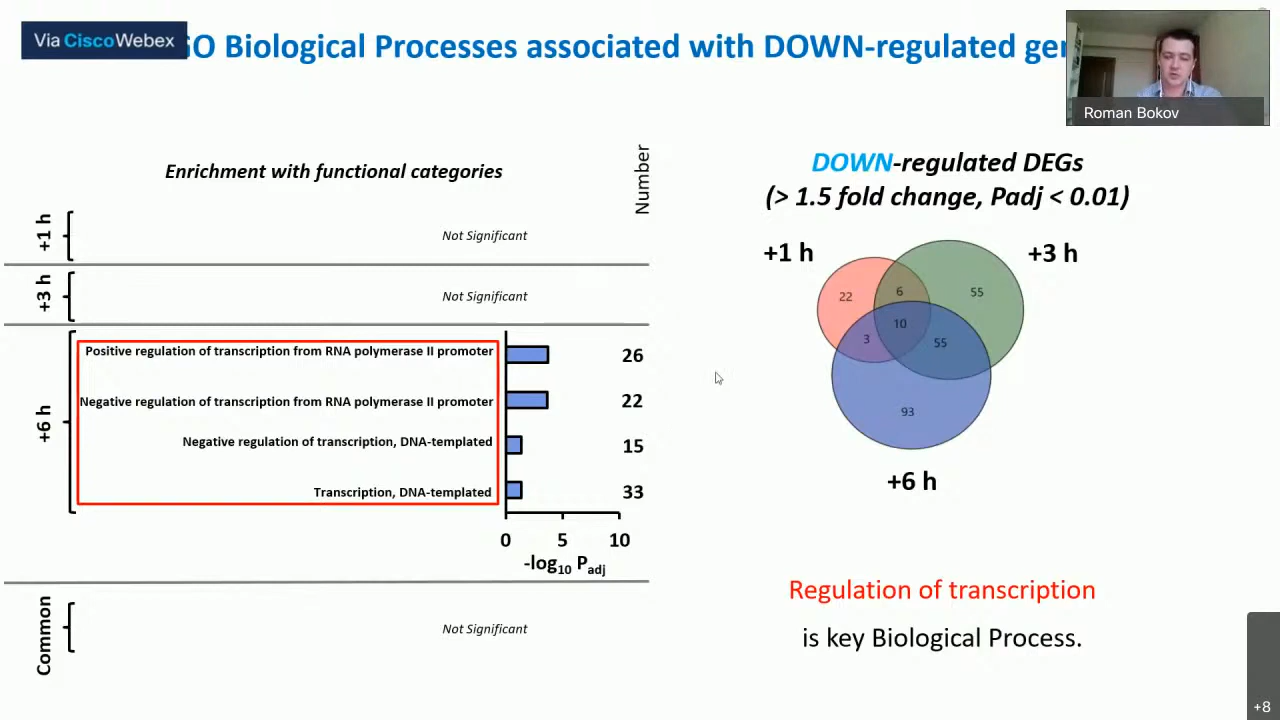 Via Cisco Webex
GO Biological Processes associated with DOWN-regulated
Roman Bokov
Enrichment with functional categories
Number
+1 h
Not Significant
+3 h
Not Significant
+6 h
Positive regulation of transcription from RNA polymerase II promoter
26
Negative regulation of transcription from RNA polymerase II promoter
22
Negative regulation of transcription, DNA-templated
15
Transcription, DNA-templated
33
0 5 10
-log10 Padj
Common
Not Significant
DOWN-regulated DEGs
(> 1.5 fold change, Padj < 0.01)
+1 h
+3 h
22 6 55
10
3 55
93
+6 h
Regulation of transcription
is key Biological Process.
+8